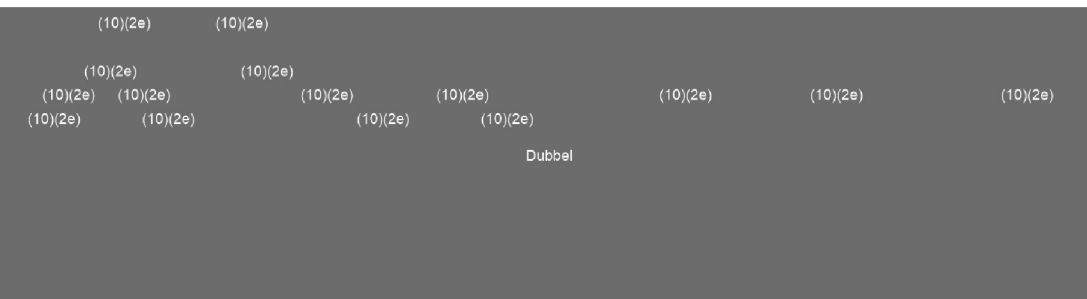 (10)(2e) (10)(2e)
(10)(2e) (10)(2e)
(10)(2e) (10)(2e) (10)(2e) (10)(2e) (10)(2e) (10)(2e) (10)(2e)
(10)(2e) (10)(2e) (10)(2e) (10)(2e)
Dubbel